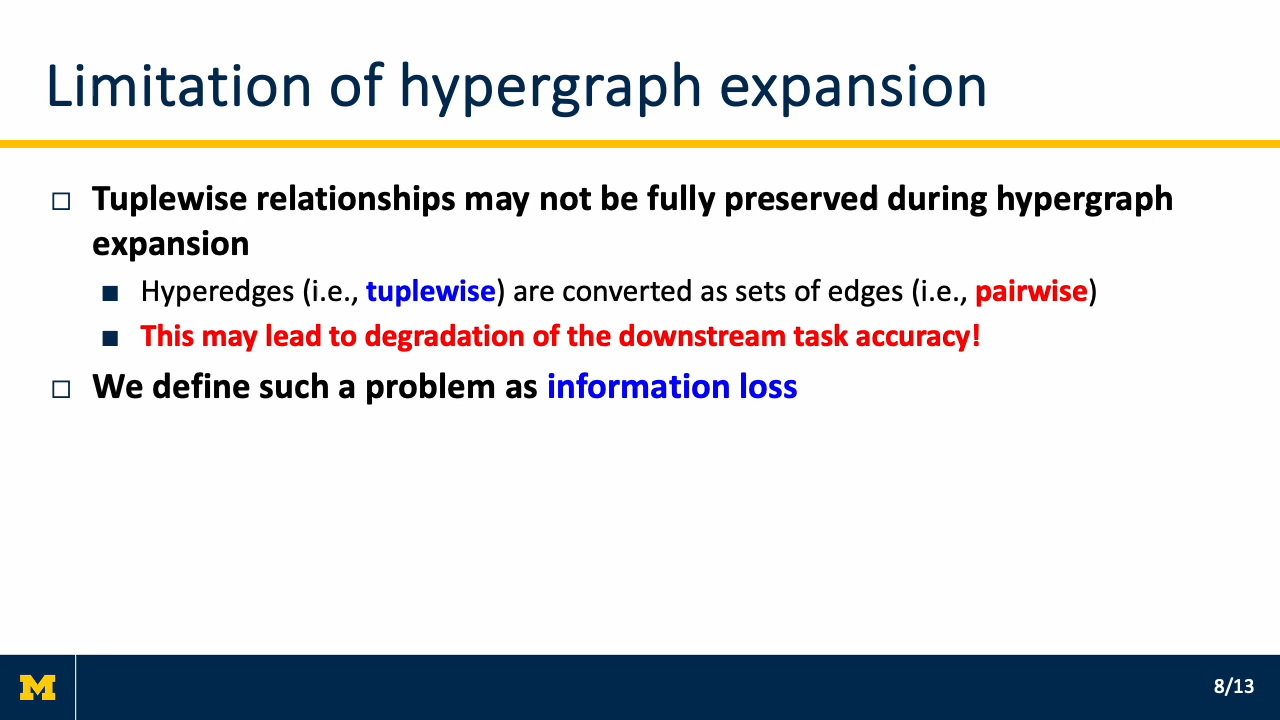 Limitation of hypergraph expansion
Tuplewise relationships may not be fully preserved during hypergraph
expansion
Hyperedges (i.e., tuplewise) are converted as sets of edges (i.e., pairwise)
This may lead to degradation of the downstream task accuracy!
We define such a problem as information loss
M
8/13